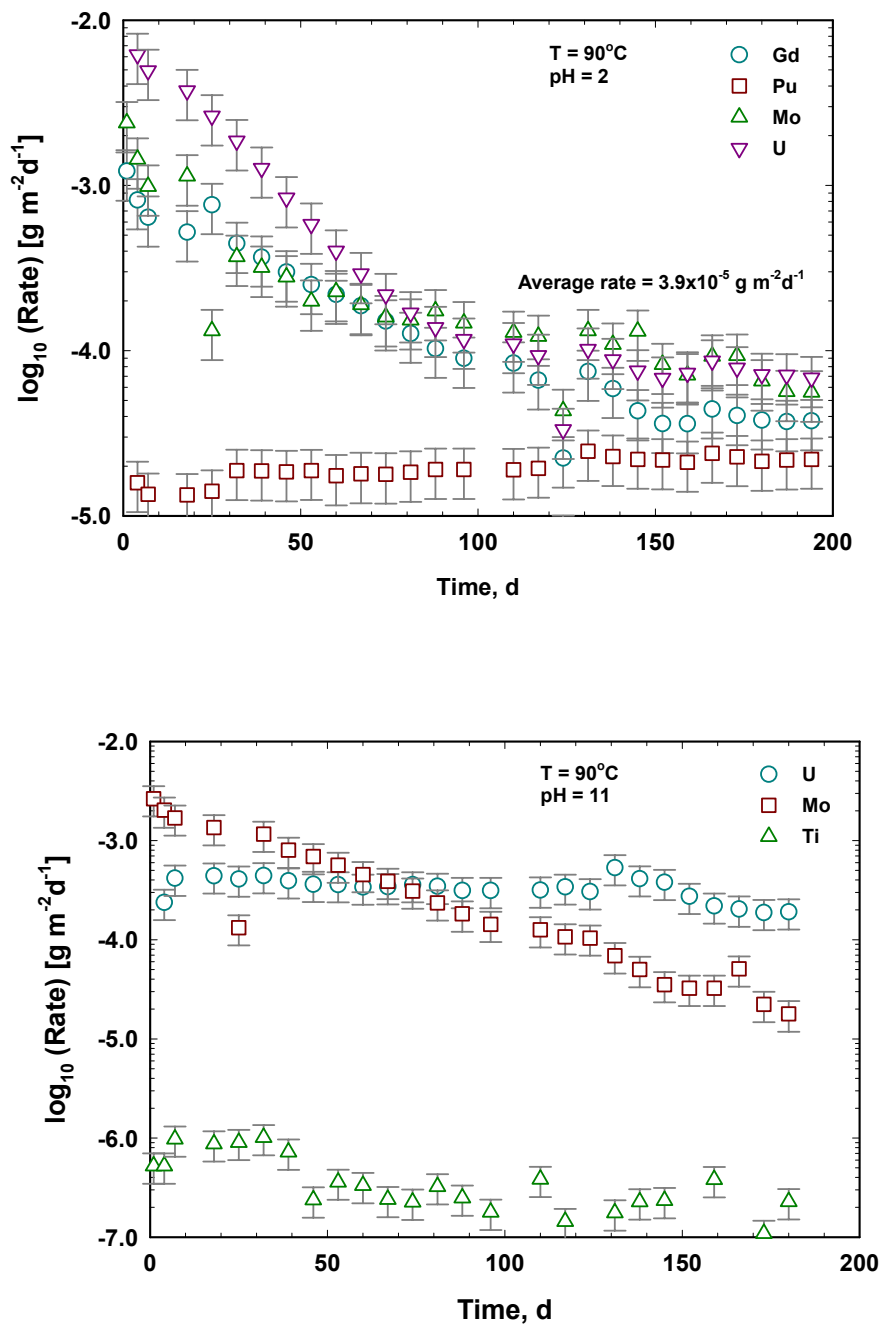 -2.0
T = 90°C
pH = 2
Gd
Pu
Mo
U
-3.0
Average rate = 3.9x10⁻⁵ g m⁻²d⁻¹
-4.0
-5.0
log₁₀ (Rate) [g m⁻²d⁻¹]
0 50 100 150 200
Time, d
-2.0
T = 90°C
pH = 11
U
Mo
Ti
-3.0
-4.0
-5.0
-6.0
-7.0
log₁₀ (Rate) [g m⁻²d⁻¹]
0 50 100 150 200
Time, d